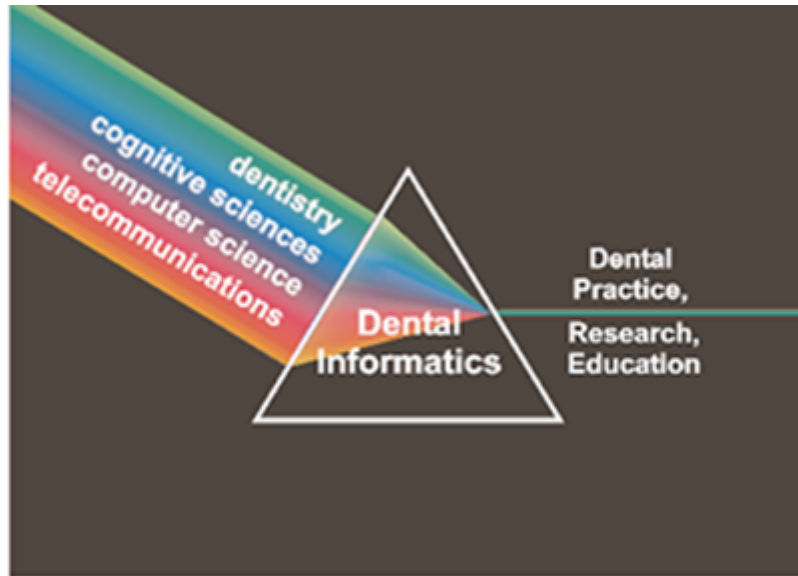 dentistry
cognitive sciences
computer science
telecommunications
Dental
Informatics
Dental
Practice,
Research,
Education